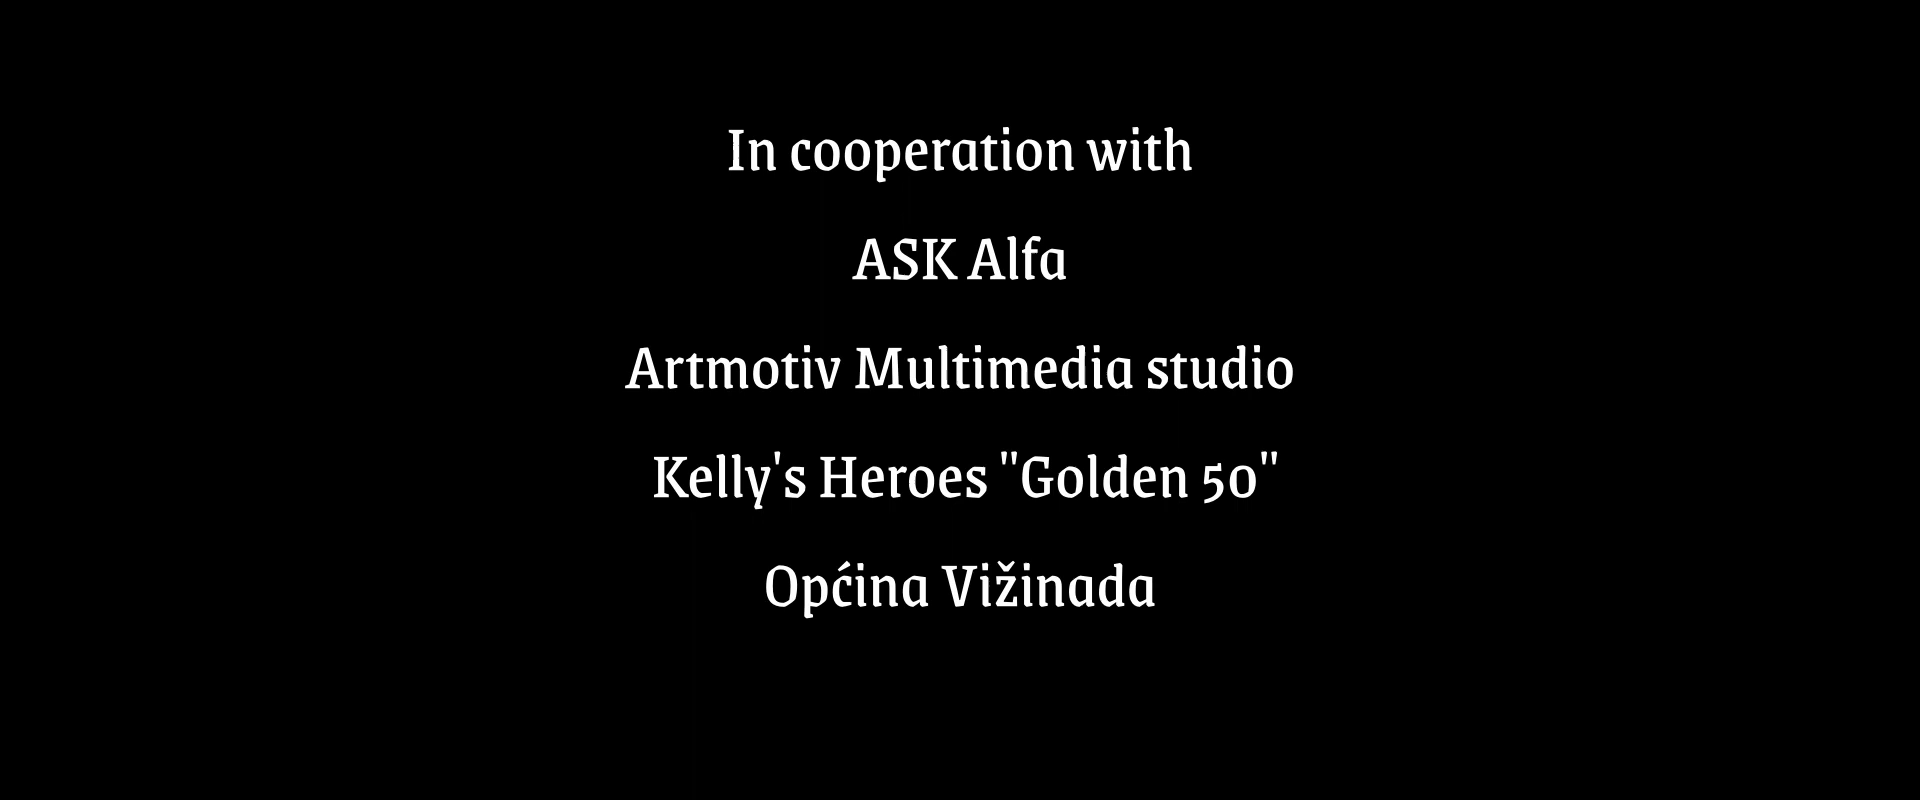 In cooperation with
ASK Alfa
Artmotiv Multimedia studio
Kelly's Heroes "Golden 50"
Općina Vižinada